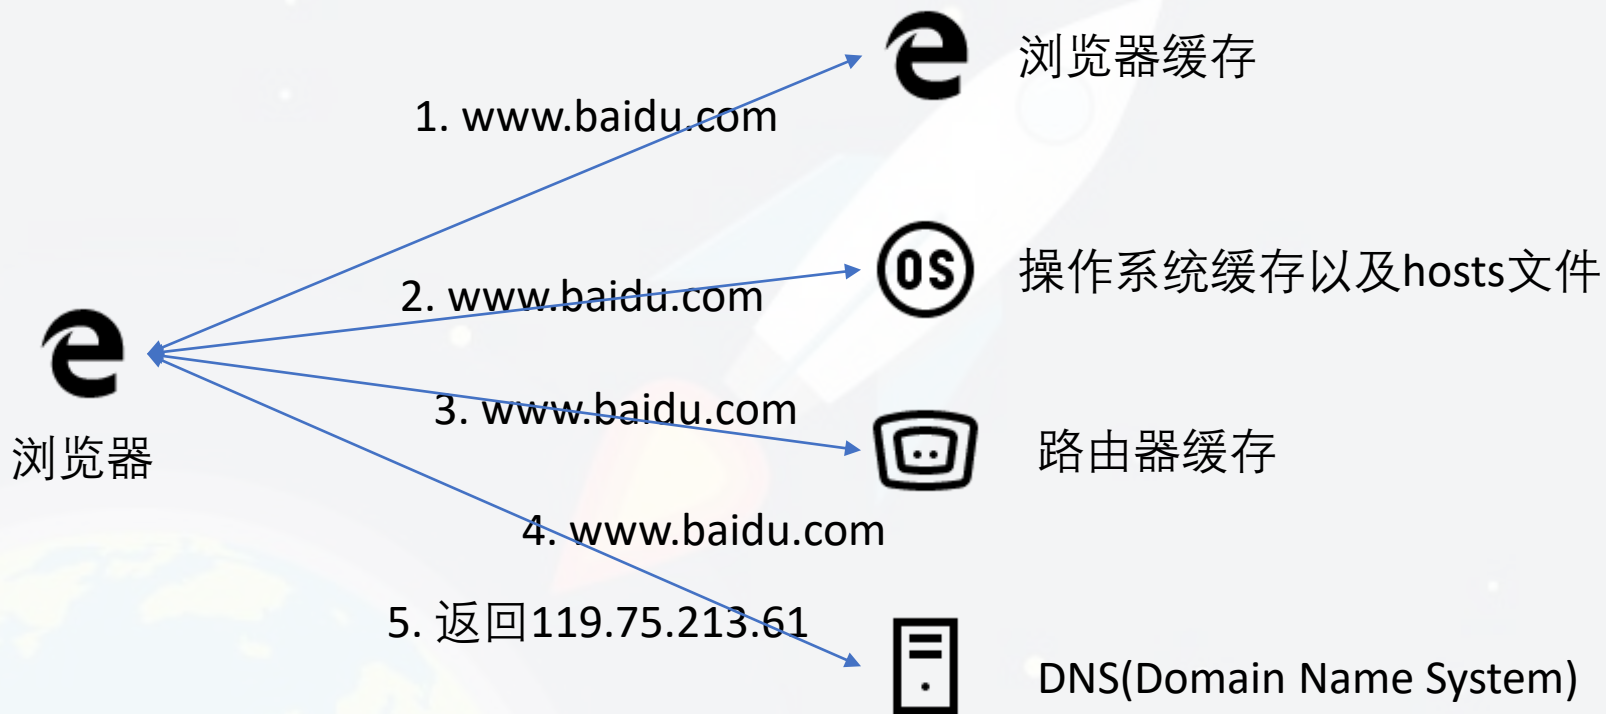 浏览器缓存
1. www.baidu.com
OS
操作系统缓存以及hosts文件
2. www.baidu.com
3. www.baidu.com
浏览器
路由器缓存
4. www.baidu.com
5. 返回119.75.213.61
DNS(Domain Name System)